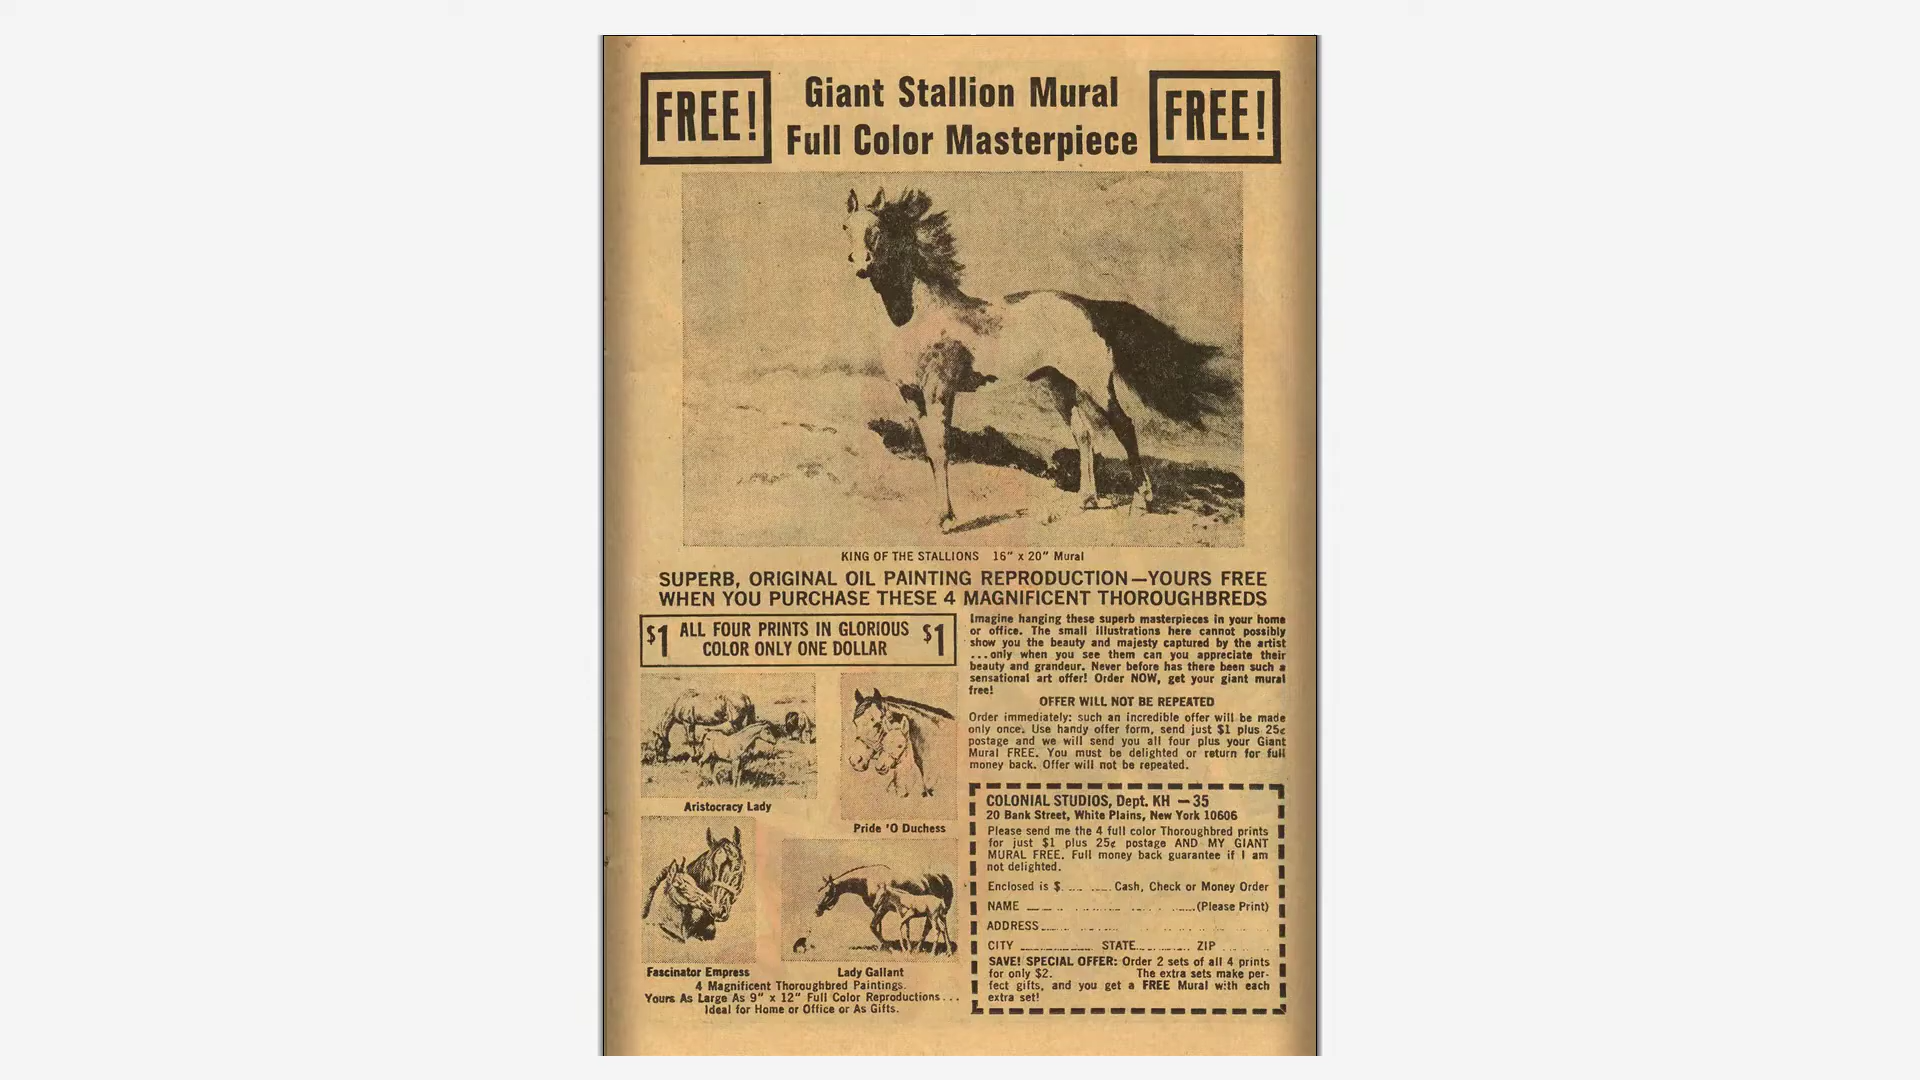 FREE!
Giant Stallion Mural
Full Color Masterpiece
FREE!
KING OF THE STALLIONS 16" x 20" Mural
SUPERB, ORIGINAL OIL PAINTING REPRODUCTION—YOURS FREE
WHEN YOU PURCHASE THESE 4 MAGNIFICENT THOROUGHBREDS
$1 ALL FOUR PRINTS IN GLORIOUS $1
COLOR ONLY ONE DOLLAR
Aristocracy Lady
Pride 'O Duchess
Fascinator Empress
Lady Gallant
4 Magnificent Thoroughbred Paintings.
Yours As Large As 9" x 12" Full Color Reproductions...
Ideal for Home or Office or As Gifts.
Imagine hanging these superb masterpieces in your home
or office. The small illustrations here cannot possibly
show you the beauty and majesty captured by the artist
...only when you see them can you appreciate their
beauty and grandeur. Never before has there been such a
sensational art offer! Order NOW, get your giant mural
free!
OFFER WILL NOT BE REPEATED
Order immediately: such an incredible offer will be made
only once. Use handy offer form, send just $1 plus 25¢
postage and we will send you all four plus your Giant
Mural FREE. You must be delighted or return for full
money back. Offer will not be repeated.
COLONIAL STUDIOS, Dept. KH —35
20 Bank Street, White Plains, New York 10606
Please send me the 4 full color Thoroughbred prints
for just $1 plus 25¢ postage AND MY GIANT
MURAL FREE. Full money back guarantee if I am
not delighted.
Enclosed is $ ........ Cash, Check or Money Order
NAME ........ (Please Print)
ADDRESS ........
CITY ........ STATE ........ ZIP ........
SAVE! SPECIAL OFFER: Order 2 sets of all 4 prints
for only $2. The extra sets make per-
fect gifts, and you get a FREE Mural with each
extra set!